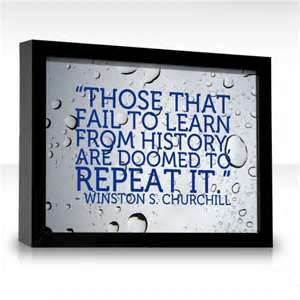 “THOSE THAT
FAIL TO LEARN
FROM HISTORY
ARE DOOMED TO
REPEAT IT.”
- WINSTON S. CHURCHILL